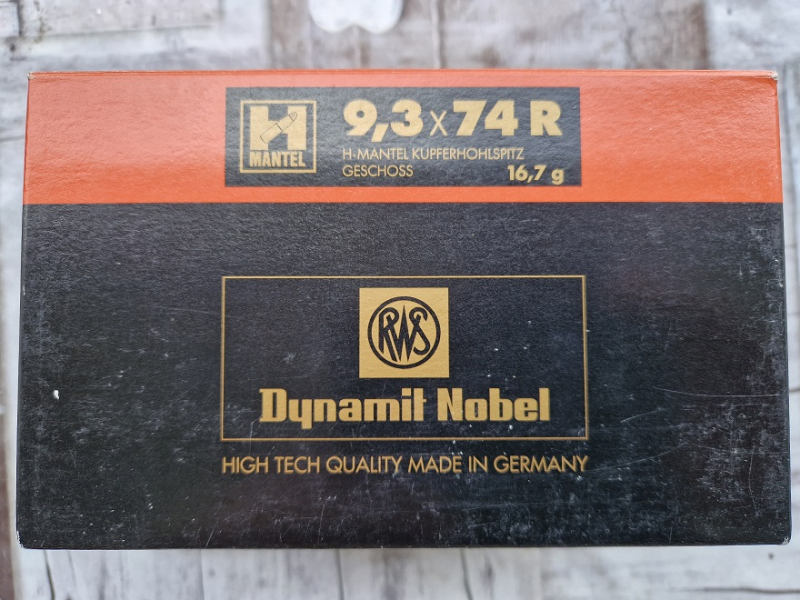 H
MANTEL
9,3 x 74 R
H-MANTEL KUPFERHOHLSPITZ
GESCHOSS 16,7 g
RWS
Dynamit Nobel
HIGH TECH QUALITY MADE IN GERMANY